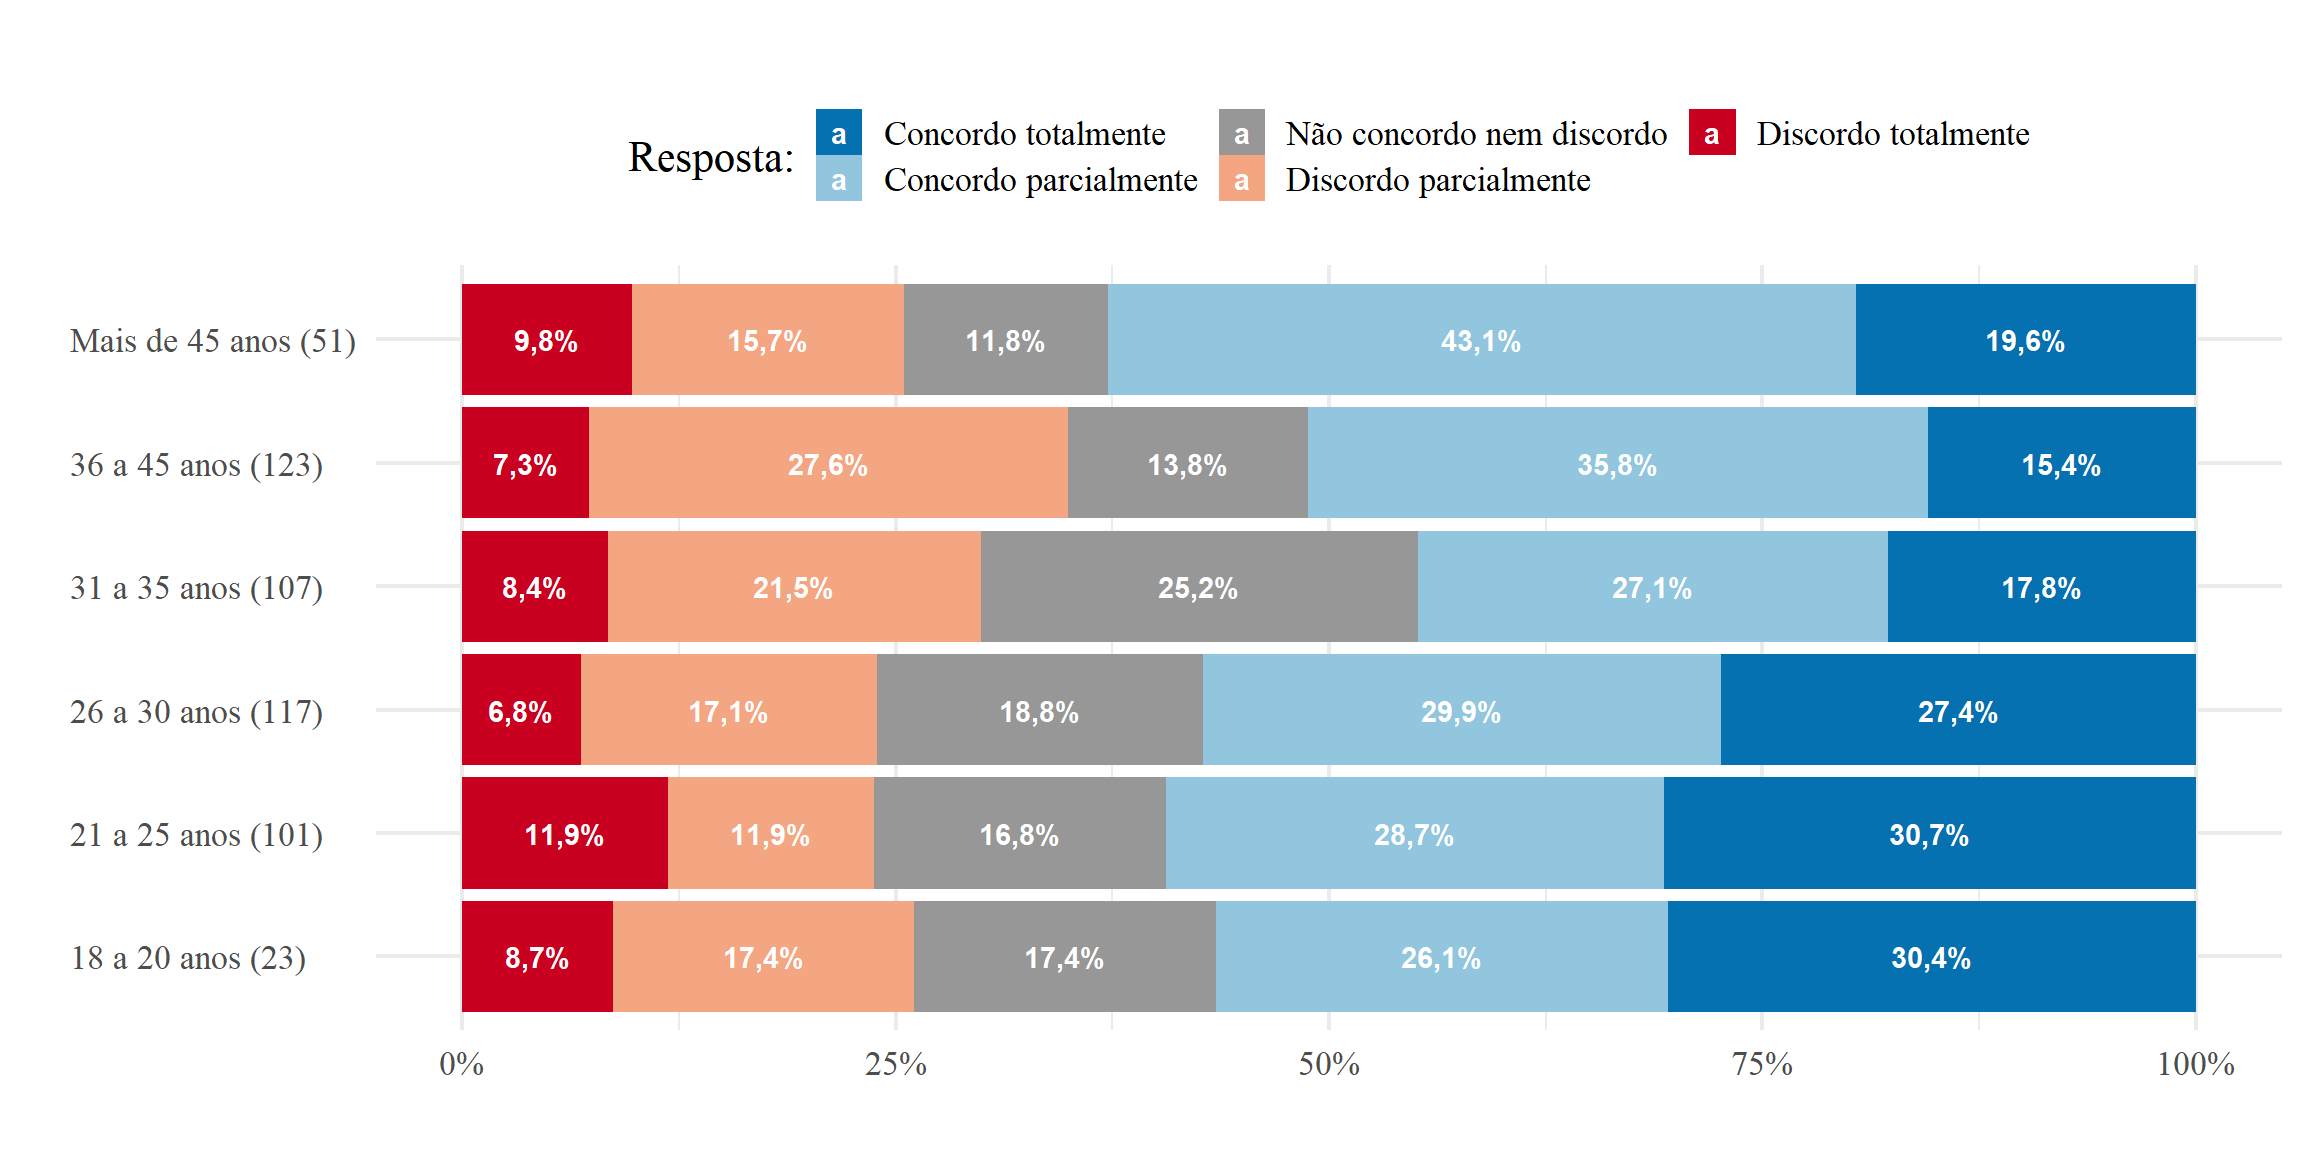 Resposta:
a Concordo totalmente a Não concordo nem discordo a Discordo totalmente
a Concordo parcialmente a Discordo parcialmente
Mais de 45 anos (51) 9,8% 15,7% 11,8% 43,1% 19,6%
36 a 45 anos (123) 7,3% 27,6% 13,8% 35,8% 15,4%
31 a 35 anos (107) 8,4% 21,5% 25,2% 27,1% 17,8%
26 a 30 anos (117) 6,8% 17,1% 18,8% 29,9% 27,4%
21 a 25 anos (101) 11,9% 11,9% 16,8% 28,7% 30,7%
18 a 20 anos (23) 8,7% 17,4% 17,4% 26,1% 30,4%
0% 25% 50% 75% 100%